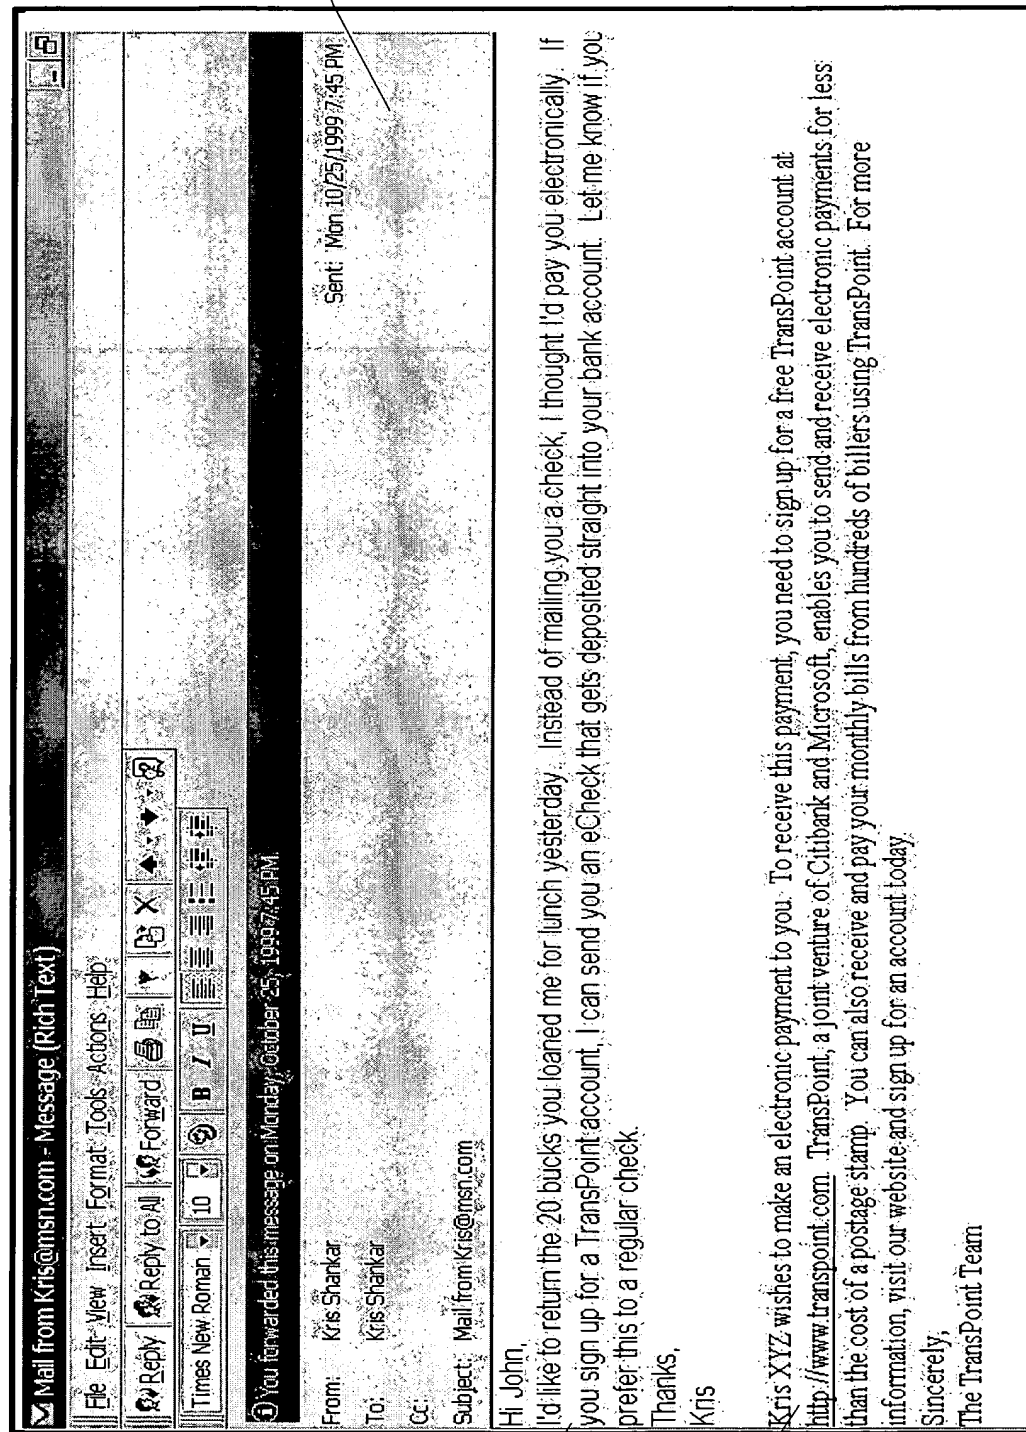 Mail from Kris@msn.com - Message (Rich Text)
File Edit View Insert Format Tools Actions Help
Reply Reply to All Forward
Times New Roman 10 B I U
You forwarded this message on Monday, October 25, 1999 7:45 PM.
From: Kris Shankar Sent: Mon 10/25/1999 7:45 PM
To: Kris Shankar
Cc:
Subject: Mail from Kris@msn.com
Hi John,
I'd like to return the 20 bucks you loaned me for lunch yesterday. Instead of mailing you a check, I thought I'd pay you electronically. If
you sign up for a TransPoint account, I can send you an eCheck that gets deposited straight into your bank account. Let me know if you
prefer this to a regular check.
Thanks,
Kris
Kris XYZ wishes to make an electronic payment to you. To receive this payment, you need to sign up for a free TransPoint account at
http://www.transpoint.com. TransPoint, a joint venture of Citibank and Microsoft, enables you to send and receive electronic payments for less
than the cost of a postage stamp. You can also receive and pay your monthly bills from hundreds of billers using TransPoint. For more
information, visit our website and sign up for an account today.
Sincerely,
The TransPoint Team